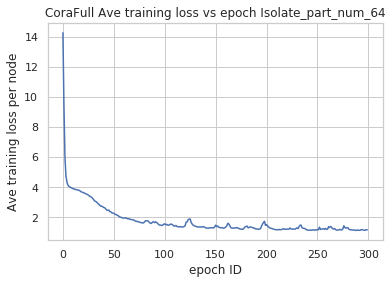 CoraFull Ave training loss vs epoch Isolate_part_num_64
Ave training loss per node
14
12
10
8
6
4
2
0 50 100 150 200 250 300
epoch ID